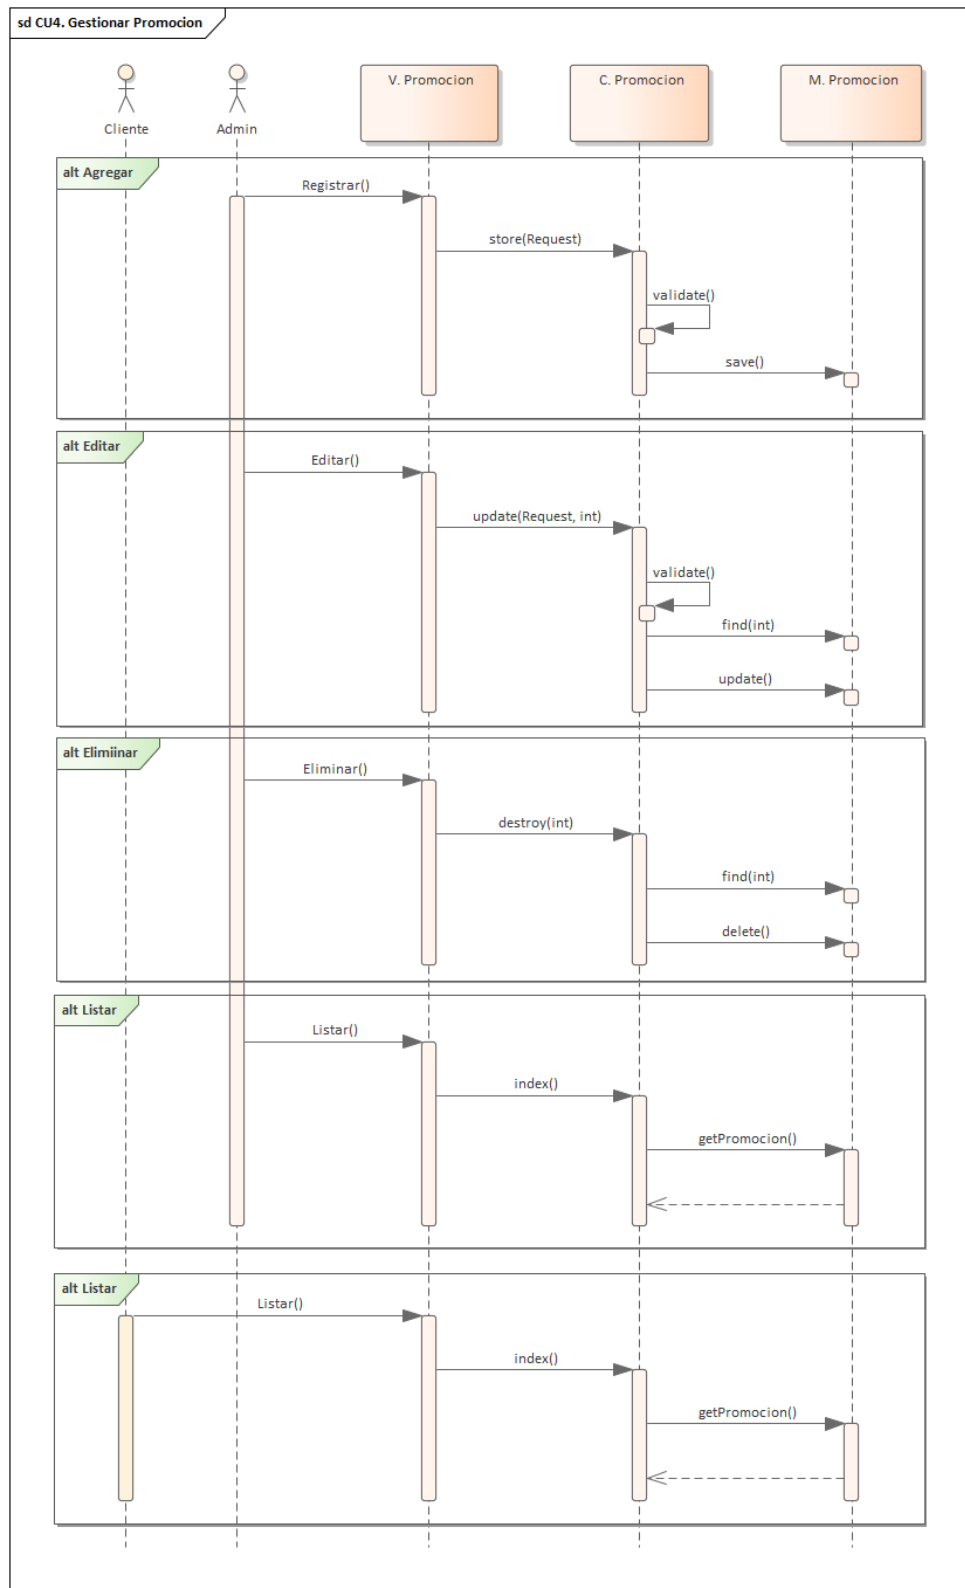 sd CU4. Gestionar Promocion
Cliente
Admin
V. Promocion
C. Promocion
M. Promocion
alt Agregar
Registrar()
store(Request)
validate()
save()
alt Editar
Editar()
update(Request, int)
validate()
find(int)
update()
alt Elimiinar
Eliminar()
destroy(int)
find(int)
delete()
alt Listar
Listar()
index()
getPromocion()
alt Listar
Listar()
index()
getPromocion()